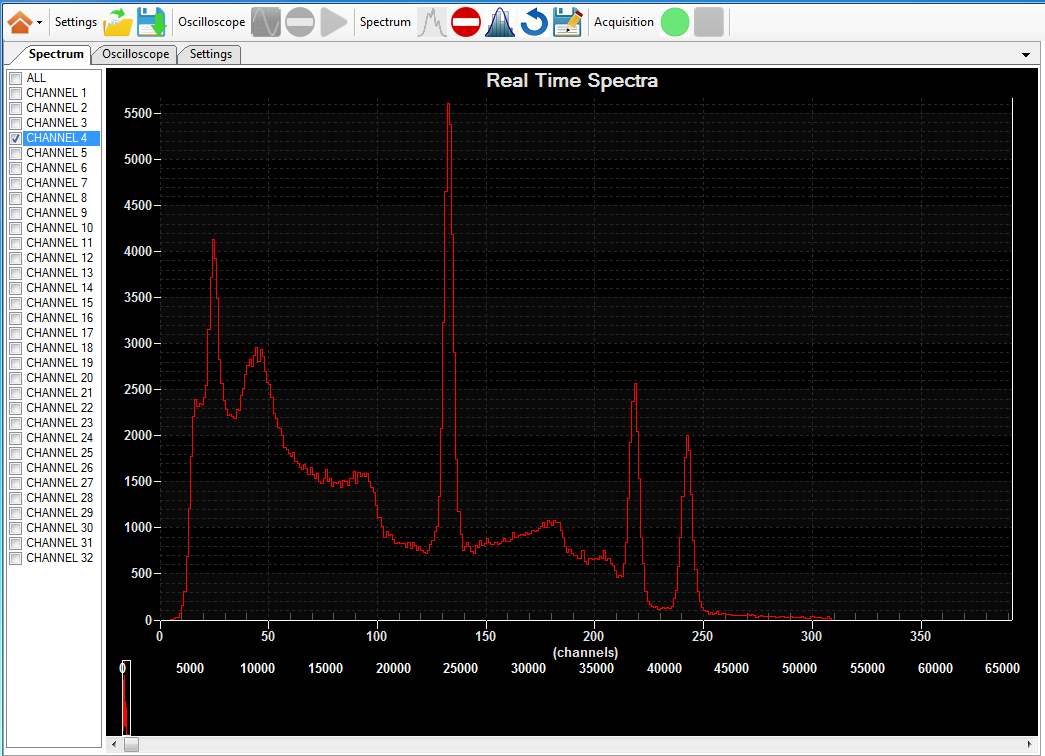 Settings Oscilloscope Spectrum Acquisition
Spectrum Oscilloscope Settings
ALL
CHANNEL 1
CHANNEL 2
CHANNEL 3
CHANNEL 4
CHANNEL 5
CHANNEL 6
CHANNEL 7
CHANNEL 8
CHANNEL 9
CHANNEL 10
CHANNEL 11
CHANNEL 12
CHANNEL 13
CHANNEL 14
CHANNEL 15
CHANNEL 16
CHANNEL 17
CHANNEL 18
CHANNEL 19
CHANNEL 20
CHANNEL 21
CHANNEL 22
CHANNEL 23
CHANNEL 24
CHANNEL 25
CHANNEL 26
CHANNEL 27
CHANNEL 28
CHANNEL 29
CHANNEL 30
CHANNEL 31
CHANNEL 32
Real Time Spectra
5500
5000
4500
4000
3500
3000
2500
2000
1500
1000
500
0
0 50 100 150 200 250 300 350
(channels)
0 5000 10000 15000 20000 25000 30000 35000 40000 45000 50000 55000 60000 65000